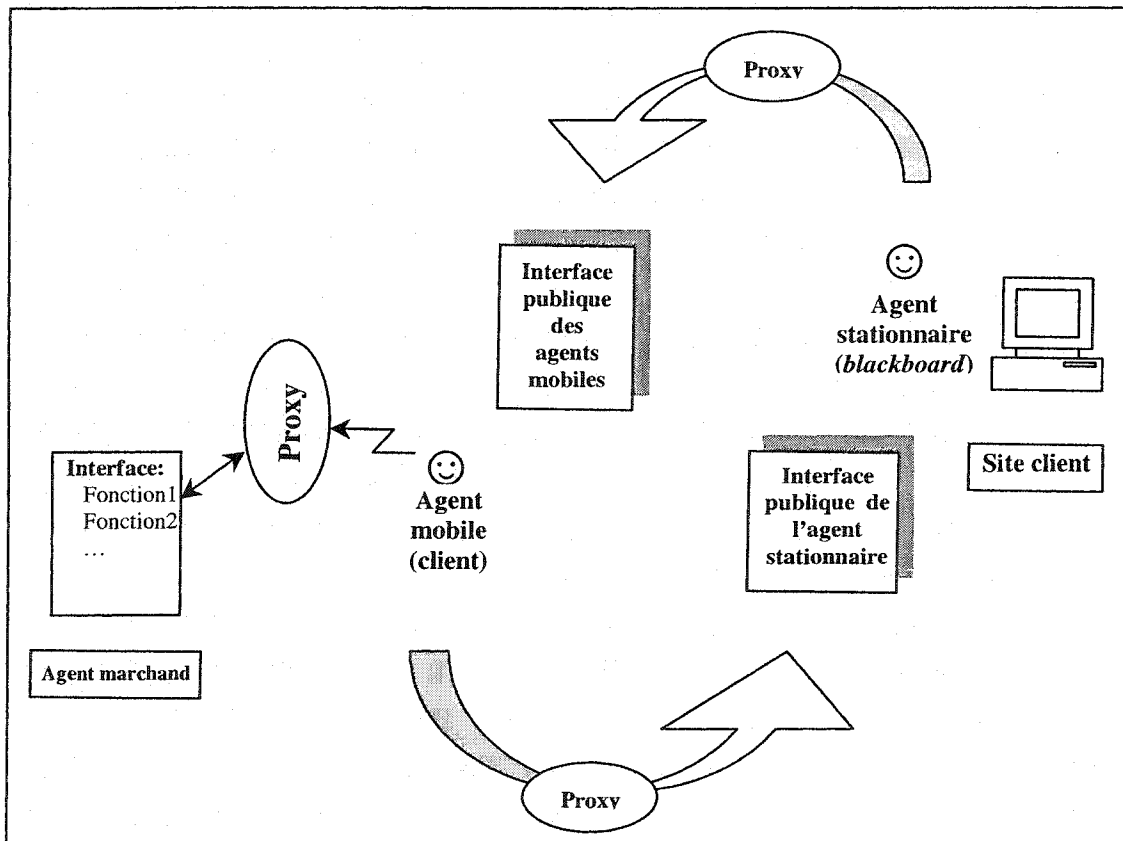 Proxy
Interface
publique
des
agents
mobiles
Agent
stationnaire
(blackboard)
Site client
Proxy
Interface:
Fonction1
Fonction2
…
Agent marchand
Agent
mobile
(client)
Interface
publique de
l'agent
stationnaire
Proxy